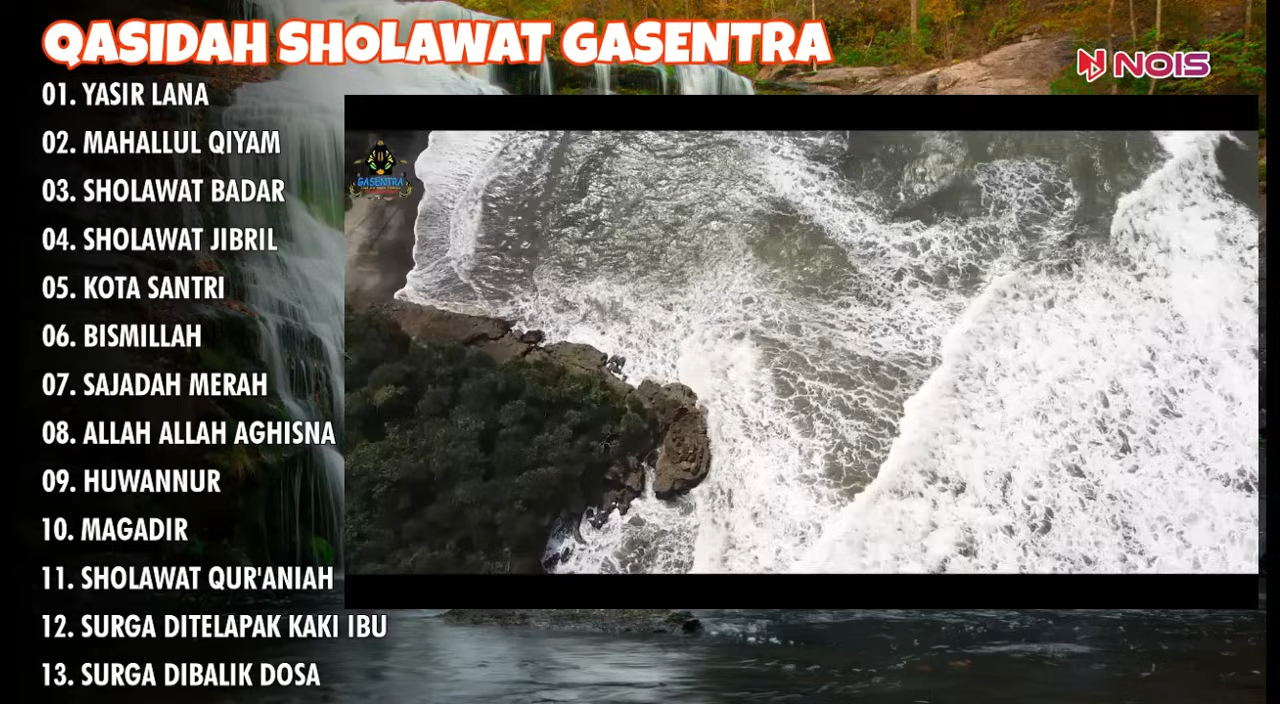 QASIDAH SHOLAWAT GASENTRA
NOIS
01. YASIR LANA
02. MAHALLUL QIYAM
03. SHOLAWAT BADAR
04. SHOLAWAT JIBRIL
05. KOTA SANTRI
06. BISMILLAH
07. SAJADAH MERAH
08. ALLAH ALLAH AGHISNA
09. HUWANNUR
10. MAGADIR
11. SHOLAWAT QUR'ANIAH
12. SURGA DITELAPAK KAKI IBU
13. SURGA DIBALIK DOSA
GASENTRA